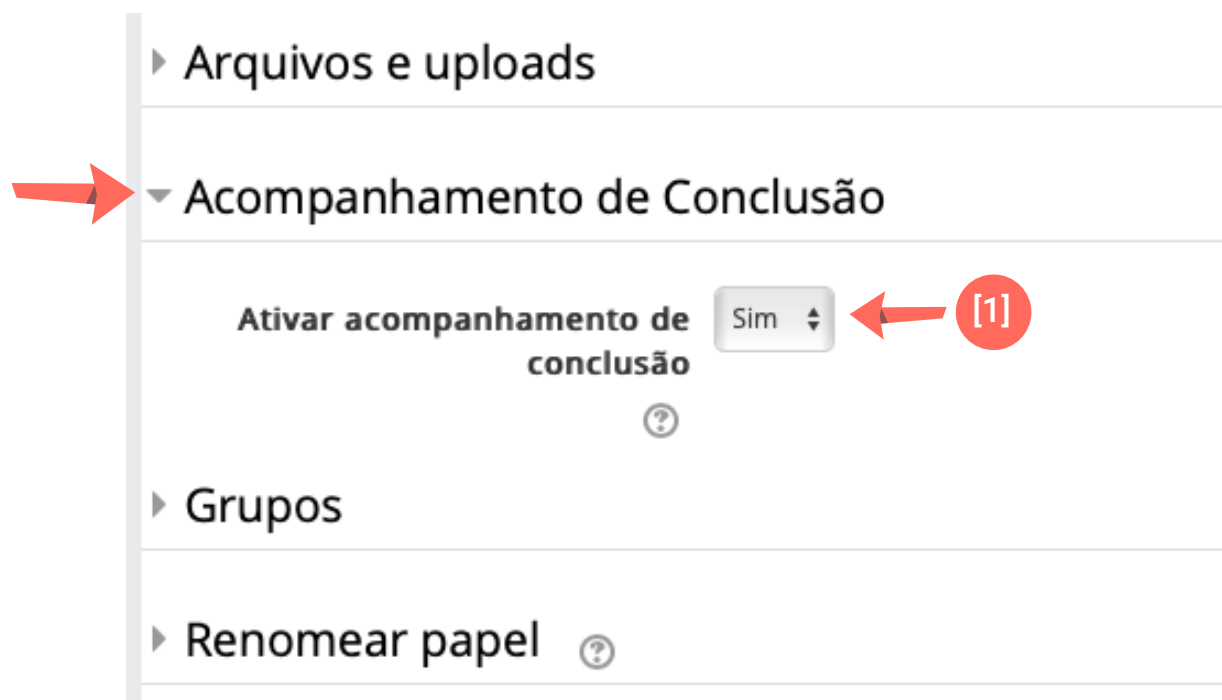 Arquivos e uploads
Acompanhamento de Conclusão
Ativar acompanhamento de
conclusão
Sim
[1]
Grupos
Renomear papel